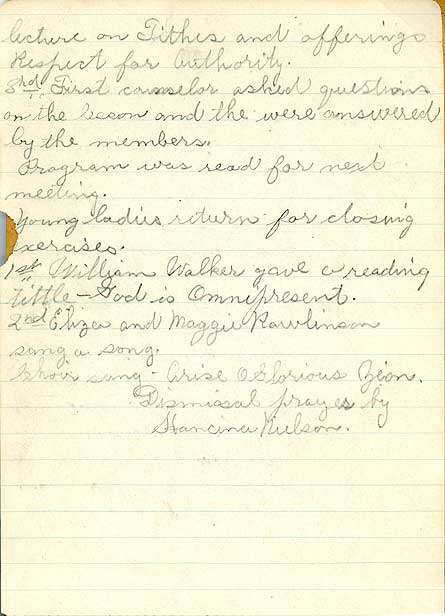 lecture on Tithes and offerings
Respect for Authority.
3rd. First counselor asked questions
on the lesson and the were answered
by the members.
Program was read for next
meeting.
Young ladies return for closing
exercises.
1st William Walker gave a reading
tittle - God is Omnipresent.
2nd Eliza and Maggie Rawlinson
sang a song.
Choir sang - Arise O Glorious Zion.
Dismissal prayer by
Nielson.